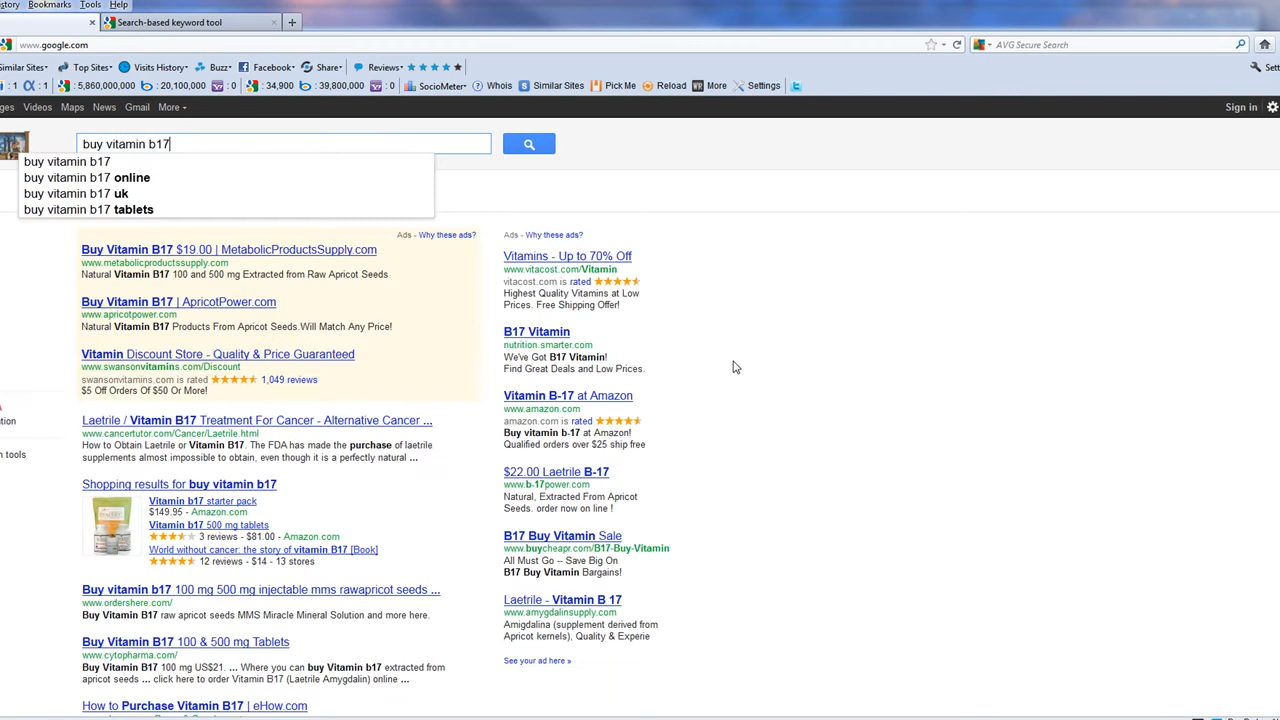 istory Bookmarks Tools Help
Search-based keyword tool
www.google.com
AVG Secure Search
Similar Sites Top Sites Visits History Buzz Facebook Share Reviews Sett
: 1 α : 1 : 5,860,000,000 : 20,100,000 : 0 : 34,900 : 39,800,000 : 0 SocioMeter Whois Similar Sites Pick Me Reload More Settings
ges Videos Maps News Gmail More Sign in
buy vitamin b17
buy vitamin b17
buy vitamin b17 online
buy vitamin b17 uk
buy vitamin b17 tablets
Ads - Why these ads?
Buy Vitamin B17 $19.00 | MetabolicProductsSupply.com
www.metabolicproductssupply.com
Natural Vitamin B17 100 and 500 mg Extracted from Raw Apricot Seeds
Buy Vitamin B17 | ApricotPower.com
www.apricotpower.com
Natural Vitamin B17 Products From Apricot Seeds.Will Match Any Price!
Vitamin Discount Store - Quality & Price Guaranteed
www.swansonvitamins.com/Discount
swansonvitamins.com is rated 1,049 reviews
$5 Off Orders Of $50 Or More!
ation
h tools
Laetrile / Vitamin B17 Treatment For Cancer - Alternative Cancer ...
www.cancertutor.com/Cancer/Laetrile.html
How to Obtain Laetrile or Vitamin B17. The FDA has made the purchase of laetrile
supplements almost impossible to obtain, even though it is a perfectly natural ...
Shopping results for buy vitamin b17
Vitamin b17 starter pack
$149.95 - Amazon.com
Vitamin b17 500 mg tablets
3 reviews - $81.00 - Amazon.com
World without cancer: the story of vitamin B17 [Book]
12 reviews - $14 - 13 stores
Buy vitamin b17 100 mg 500 mg injectable mms rawapricot seeds ...
www.ordershere.com/
Buy Vitamin B17 raw apricot seeds MMS Miracle Mineral Solution and more here.
Buy Vitamin B17 100 & 500 mg Tablets
www.cytopharma.com/
Buy Vitamin B17 100 mg US$21. ... Where you can buy Vitamin b17 extracted from
apricot seeds ... click here to order Vitamin B17 (Laetrile Amygdalin) online ...
How to Purchase Vitamin B17 | eHow.com
Ads - Why these ads?
Vitamins - Up to 70% Off
www.vitacost.com/Vitamin
vitacost.com is rated
Highest Quality Vitamins at Low
Prices. Free Shipping Offer!
B17 Vitamin
nutrition.smarter.com
We've Got B17 Vitamin!
Find Great Deals and Low Prices.
Vitamin B-17 at Amazon
www.amazon.com
amazon.com is rated
Buy vitamin b-17 at Amazon!
Qualified orders over $25 ship free
$22.00 Laetrile B-17
www.b-17power.com
Natural, Extracted From Apricot
Seeds. order now on line !
B17 Buy Vitamin Sale
www.buycheapr.com/B17-Buy-Vitamin
All Must Go -- Save Big On
B17 Buy Vitamin Bargains!
Laetrile - Vitamin B 17
www.amygdalinsupply.com
Amigdalina (supplement derived from
Apricot kernels), Quality & Experie
See your ad here »